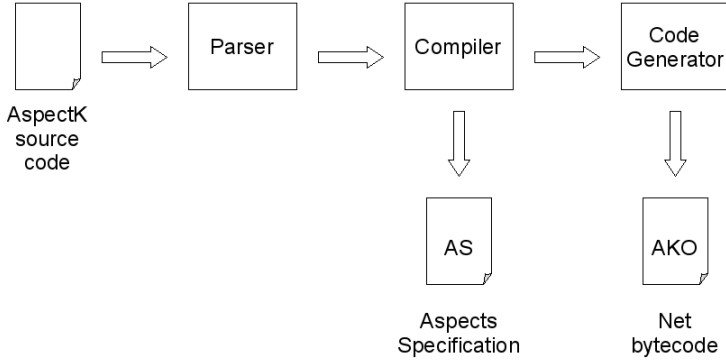 Parser
Compiler
Code
Generator
AspectK
source
code
AS
AKO
Aspects
Specification
Net
bytecode